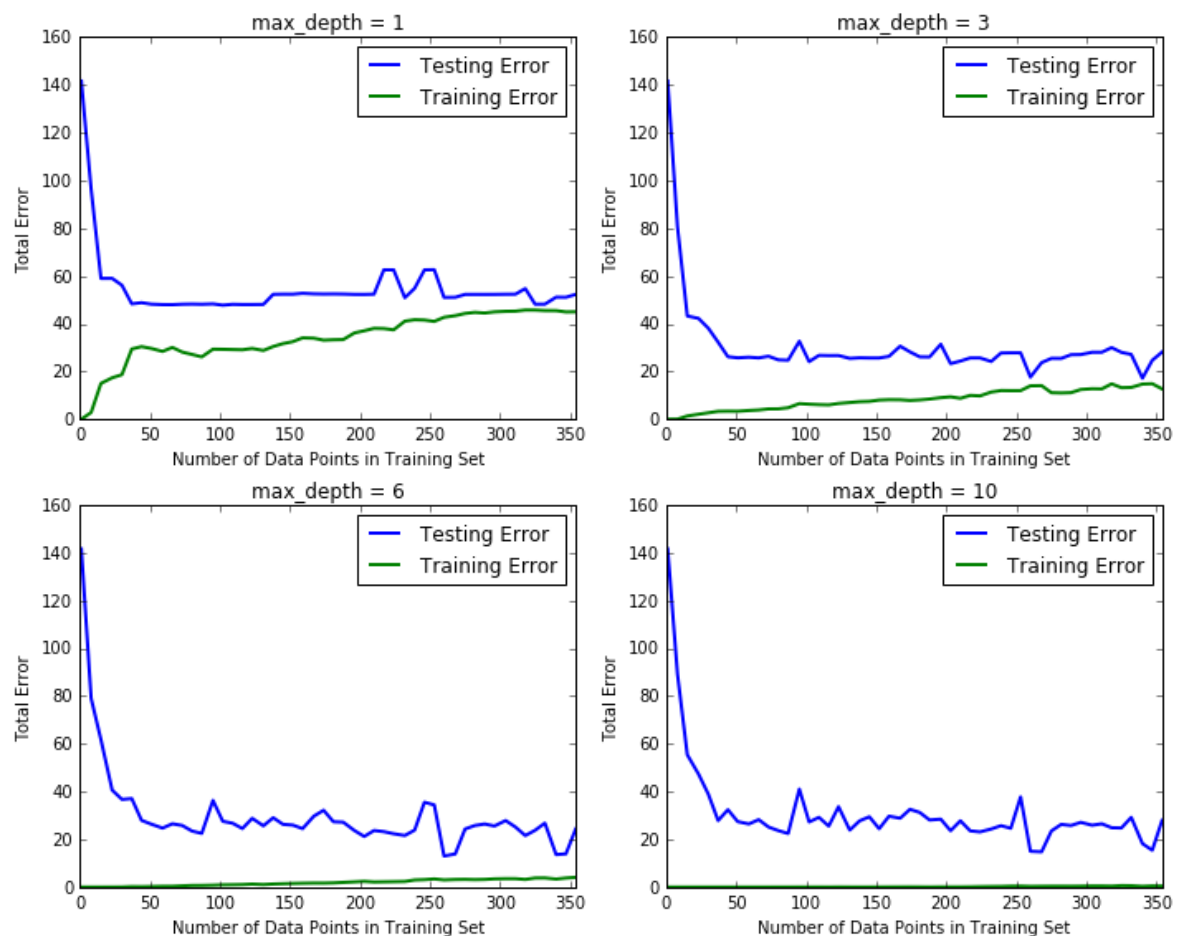 max_depth = 1
160
140
120
100
80
60
40
20
0
Total Error
Testing Error
Training Error
0 50 100 150 200 250 300 350
Number of Data Points in Training Set
max_depth = 3
160
140
120
100
80
60
40
20
0
Total Error
Testing Error
Training Error
0 50 100 150 200 250 300 350
Number of Data Points in Training Set
max_depth = 6
160
140
120
100
80
60
40
20
0
Total Error
Testing Error
Training Error
0 50 100 150 200 250 300 350
Number of Data Points in Training Set
max_depth = 10
160
140
120
100
80
60
40
20
0
Total Error
Testing Error
Training Error
0 50 100 150 200 250 300 350
Number of Data Points in Training Set